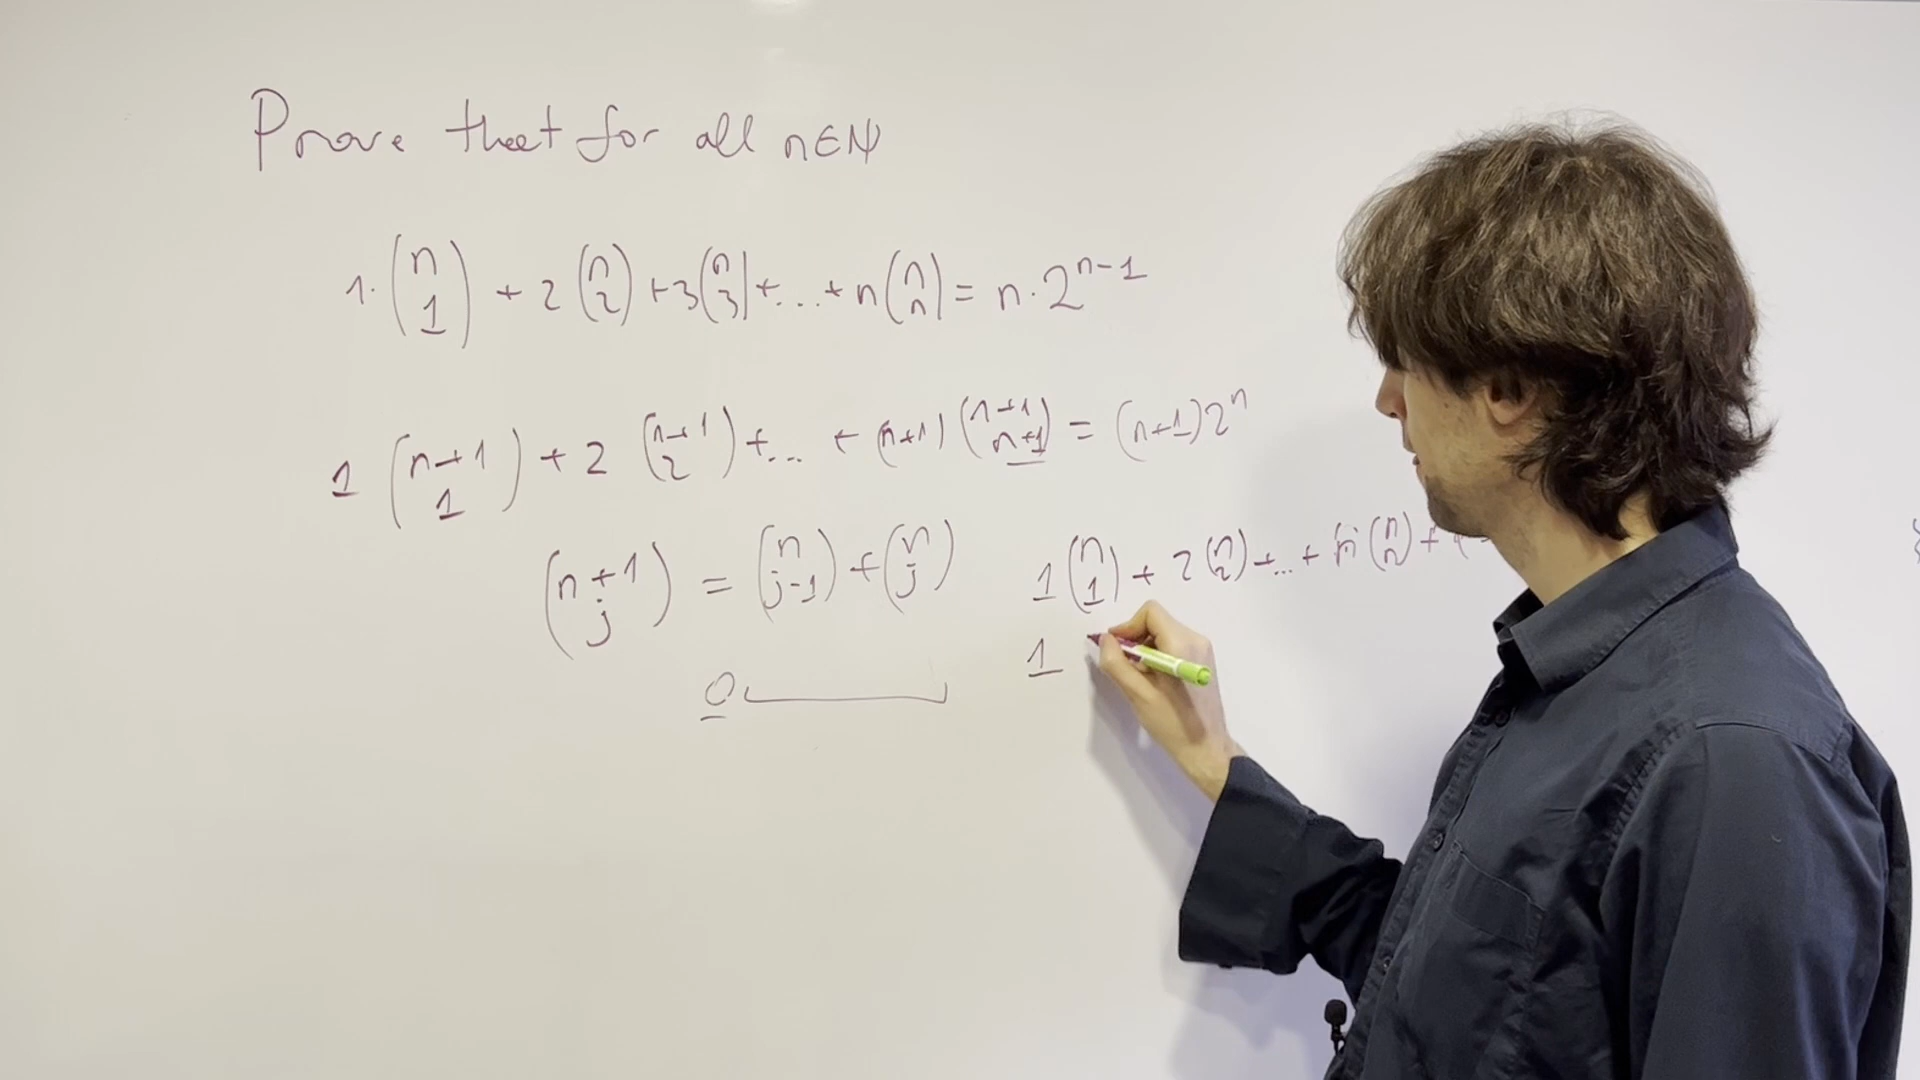 Prove that for all n∈ℕ
1·(n 1) + 2(n 2) + 3(n 3) + ... + n(n n) = n·2^{n-1}
1(n+1 1) + 2(n+1 2) + ... + (n+1)(n+1 n+1) = (n+1)2^n
(n+1 j) = (n j-1) + (n j)
1(n 1) + 2(n 2) + ... + n(n n) + (
0
1